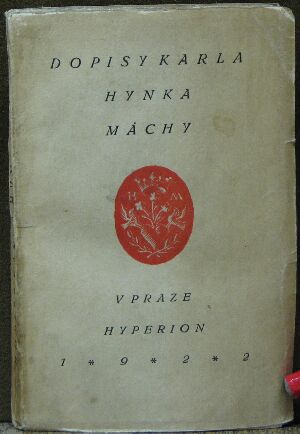 DOPISY KARLA
HYNKA
MÁCHY
H M
V PRAZE
HYPERION
1 * 9 * 2 * 2